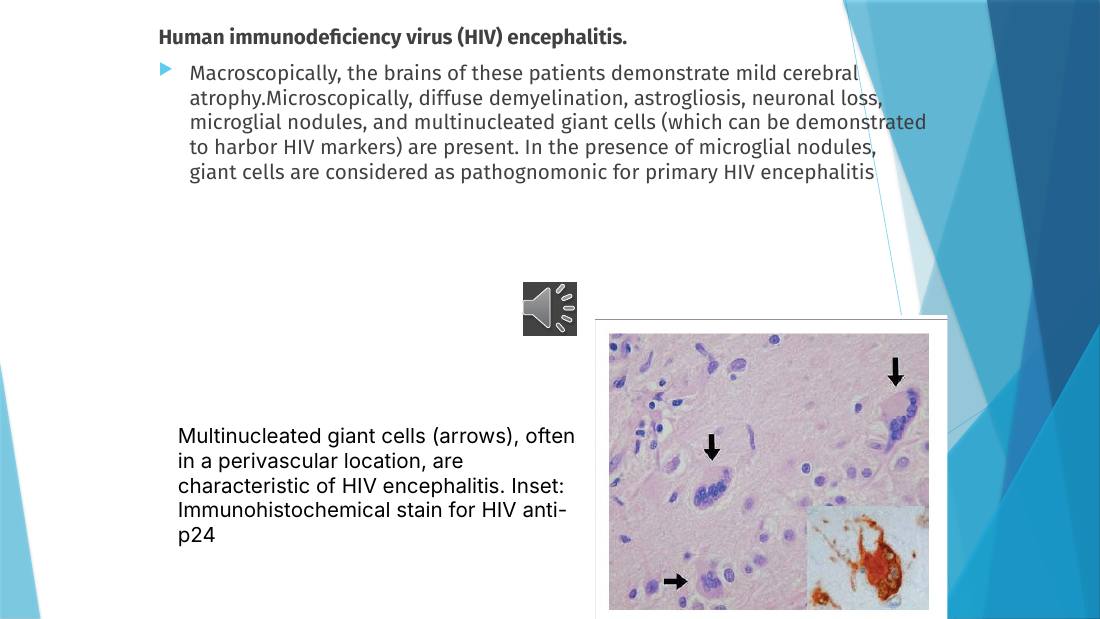 Human immunodeficiency virus (HIV) encephalitis.
Macroscopically, the brains of these patients demonstrate mild cerebral
atrophy.Microscopically, diffuse demyelination, astrogliosis, neuronal loss,
microglial nodules, and multinucleated giant cells (which can be demonstrated
to harbor HIV markers) are present. In the presence of microglial nodules,
giant cells are considered as pathognomonic for primary HIV encephalitis
Multinucleated giant cells (arrows), often
in a perivascular location, are
characteristic of HIV encephalitis. Inset:
Immunohistochemical stain for HIV anti-
p24